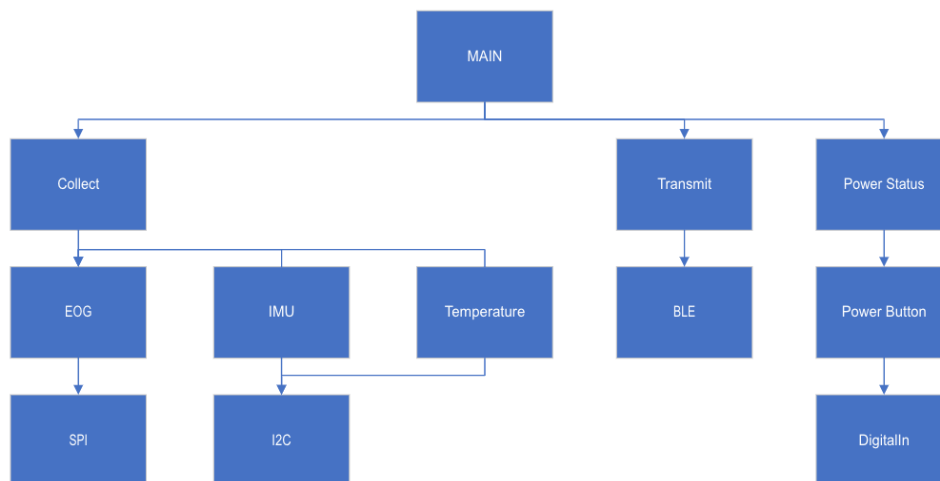 MAIN
Collect
Transmit
Power Status
EOG
IMU
Temperature
BLE
Power Button
SPI
I2C
DigitalIn